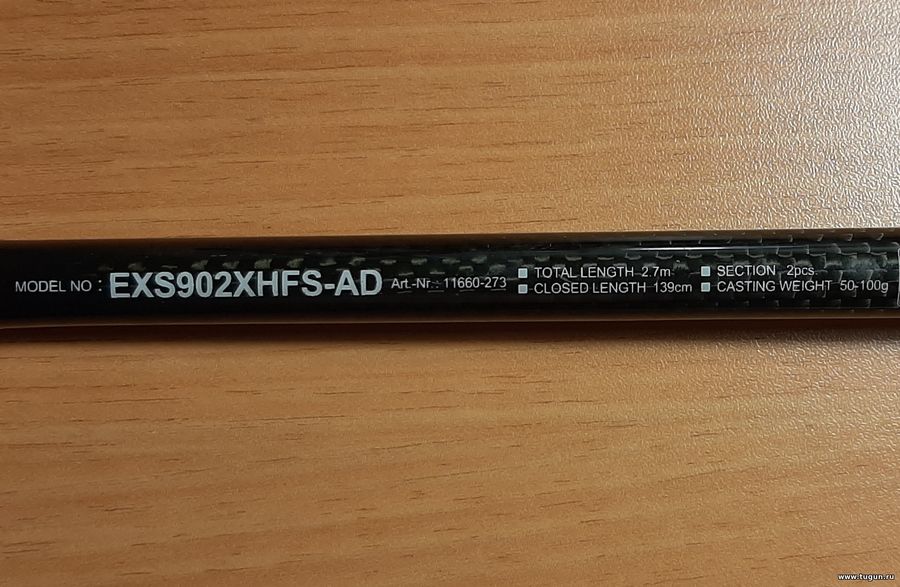 MODEL NO : EXS902XHFS-AD Art.-Nr.: 11660-273
TOTAL LENGTH 2.7m SECTION 2pcs.
CLOSED LENGTH 139cm CASTING WEIGHT 50-100g
www.tugun.ru